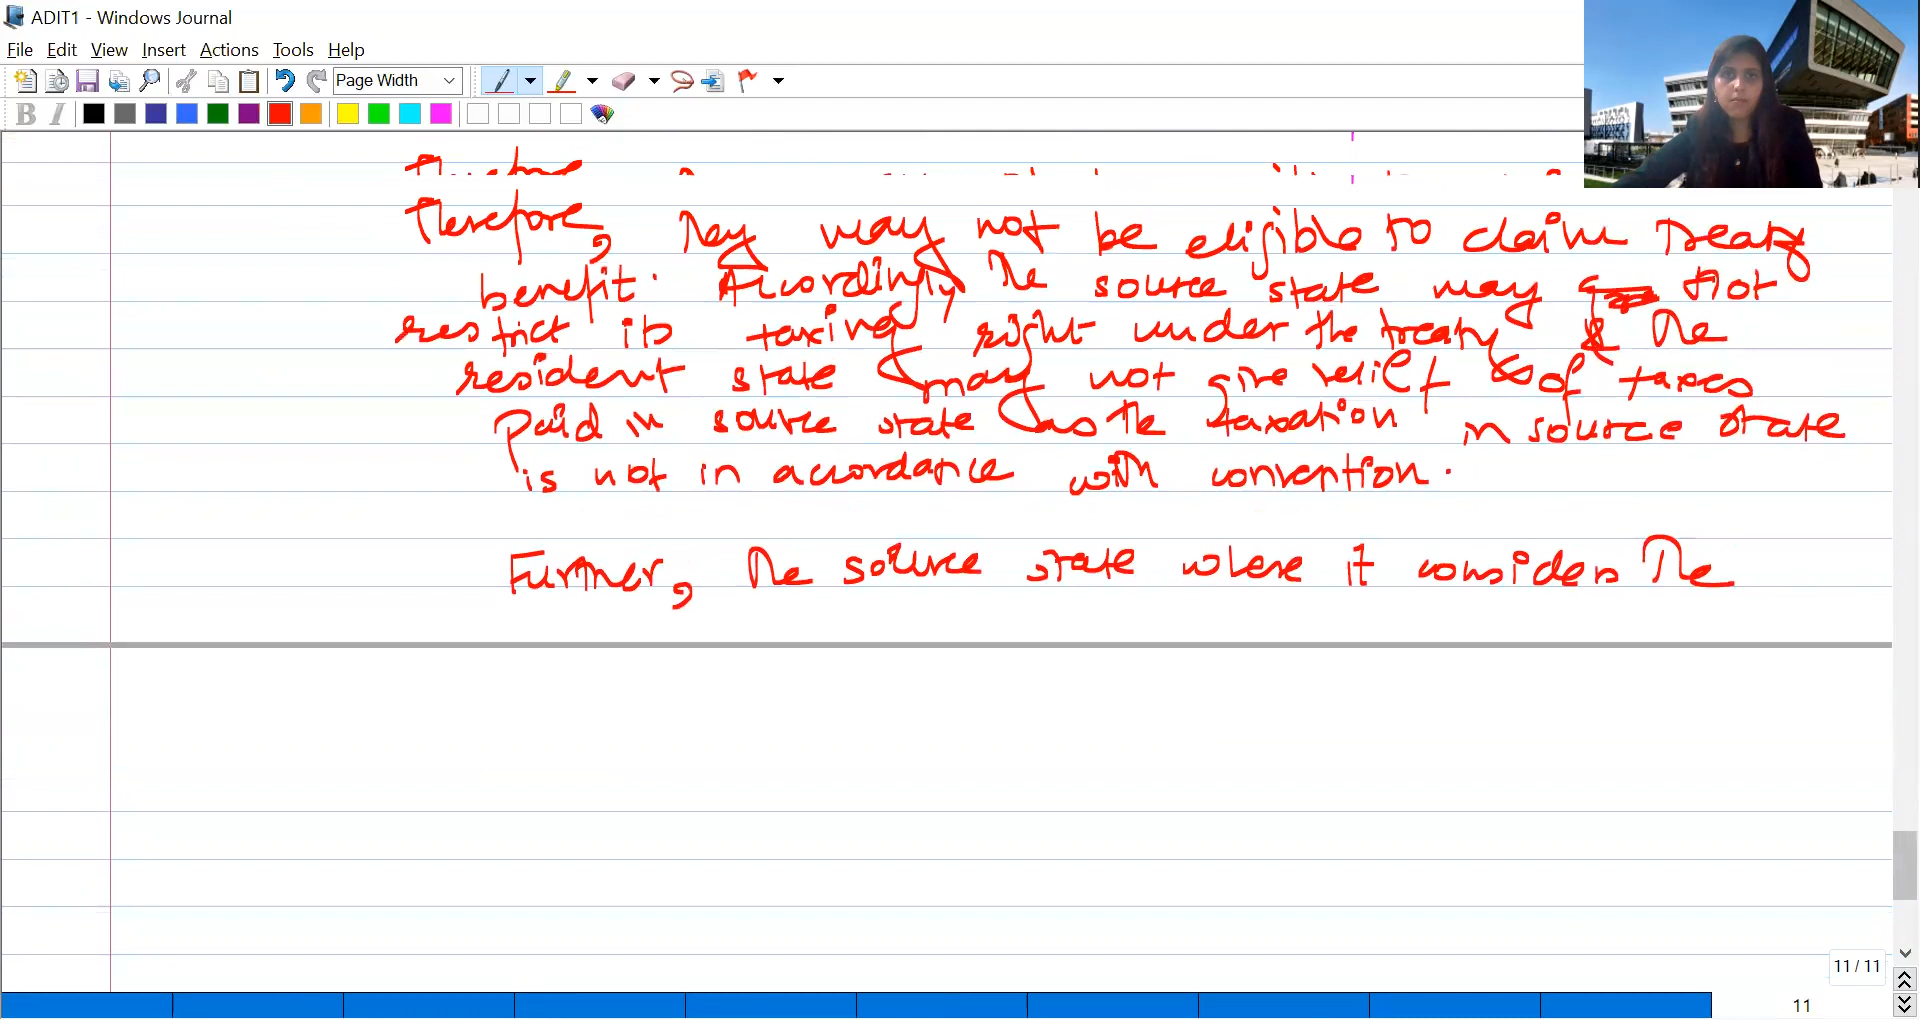 ADIT1 - Windows Journal
File Edit View Insert Actions Tools Help
Page Width
B I
therefore
therefore, they may not be eligible to claim treaty
benefit. Accordingly, the source state may not
restrict its taxing right under the treaty & the
resident state may not give relief of taxes
paid in source state as the taxation in source state
is not in accordance with convention.
Further, the source state where it considers the
11 / 11
11